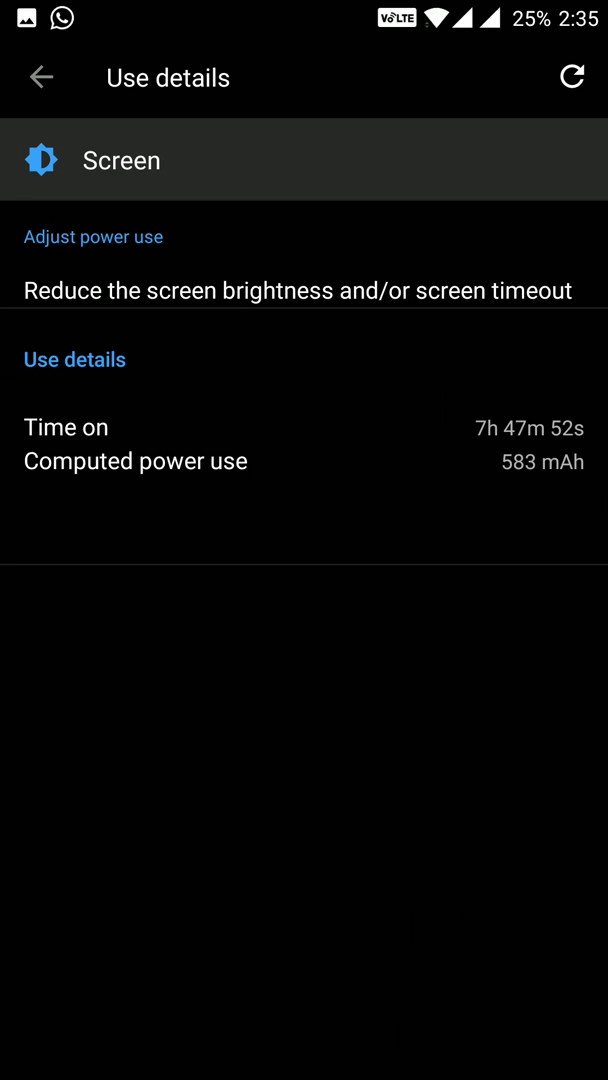 VoLTE 25% 2:35
Use details
Screen
Adjust power use
Reduce the screen brightness and/or screen timeout
Use details
Time on 7h 47m 52s
Computed power use 583 mAh